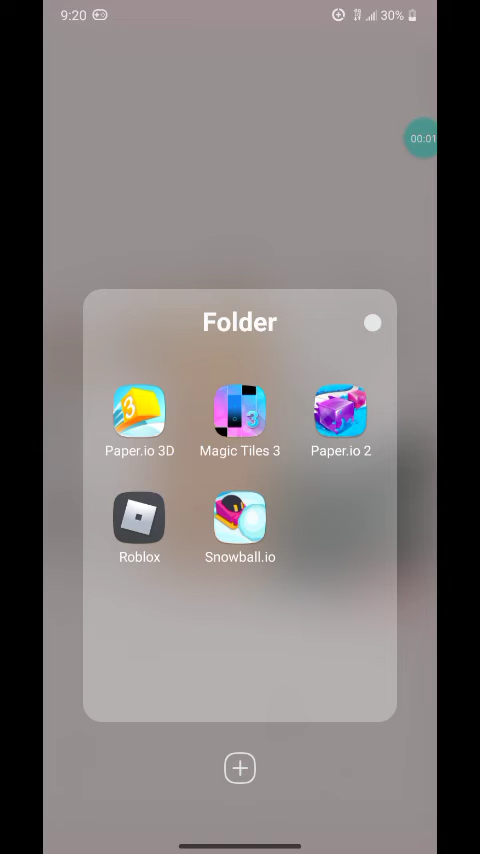 9:20 30%
00:01
Folder
Paper.io 3D Magic Tiles 3 Paper.io 2
Roblox Snowball.io